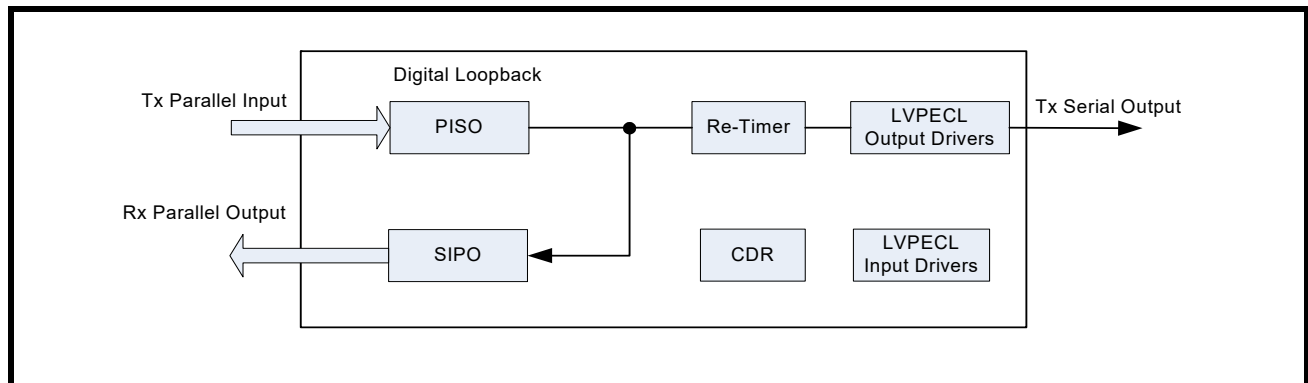 Digital Loopback
Tx Parallel Input
PISO
Re-Timer
LVPECL
Output Drivers
Tx Serial Output
Rx Parallel Output
SIPO
CDR
LVPECL
Input Drivers